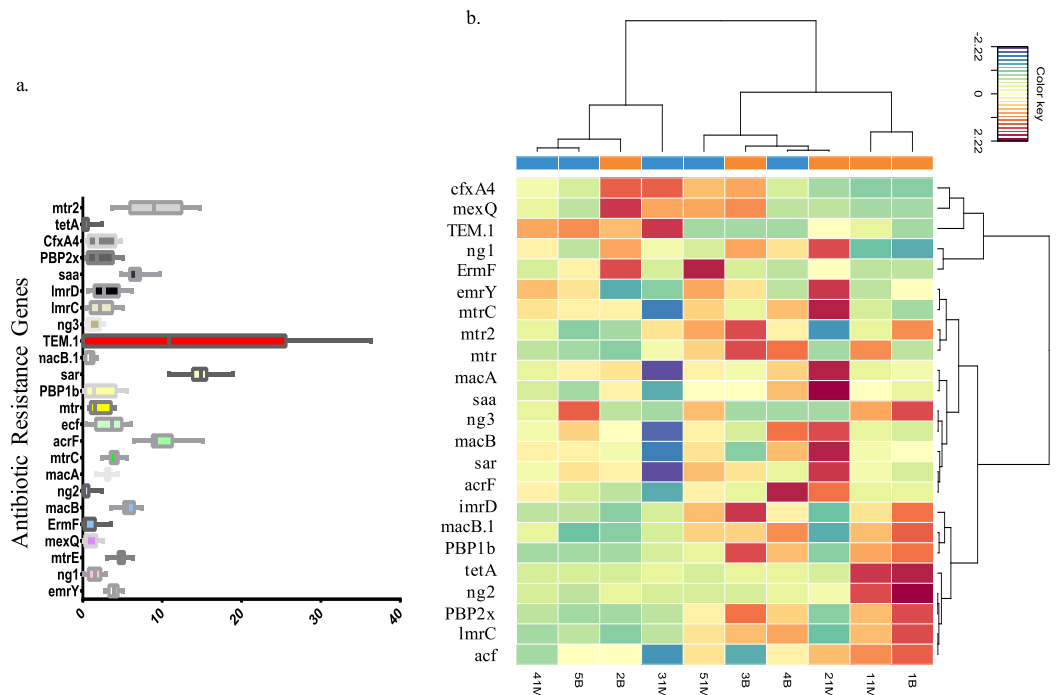 a.
Antibiotic Resistance Genes
mtr2
tetA
CfxA4
PBP2x
saa
lmrD
lmrC
ng3
TEM.1
nacB.1
sar
PBP1b
mtr
ecf
acrF
mtrC
macA
ng2
macB
ErmF
mexQ
mtrE
ng1
emrY
0
10
20
30
40
b.
-2.22
0
2.22
Color key
cfxA4
mexQ
TEM.1
ng1
ErmF
emrY
mtrC
mtr2
mtr
macA
saa
ng3
macB
sar
acrF
imrD
macB.1
PBP1b
tetA
ng2
PBP2x
lmrC
acf
41M
5B
2B
31M
51M
3B
4B
21M
11M
1B